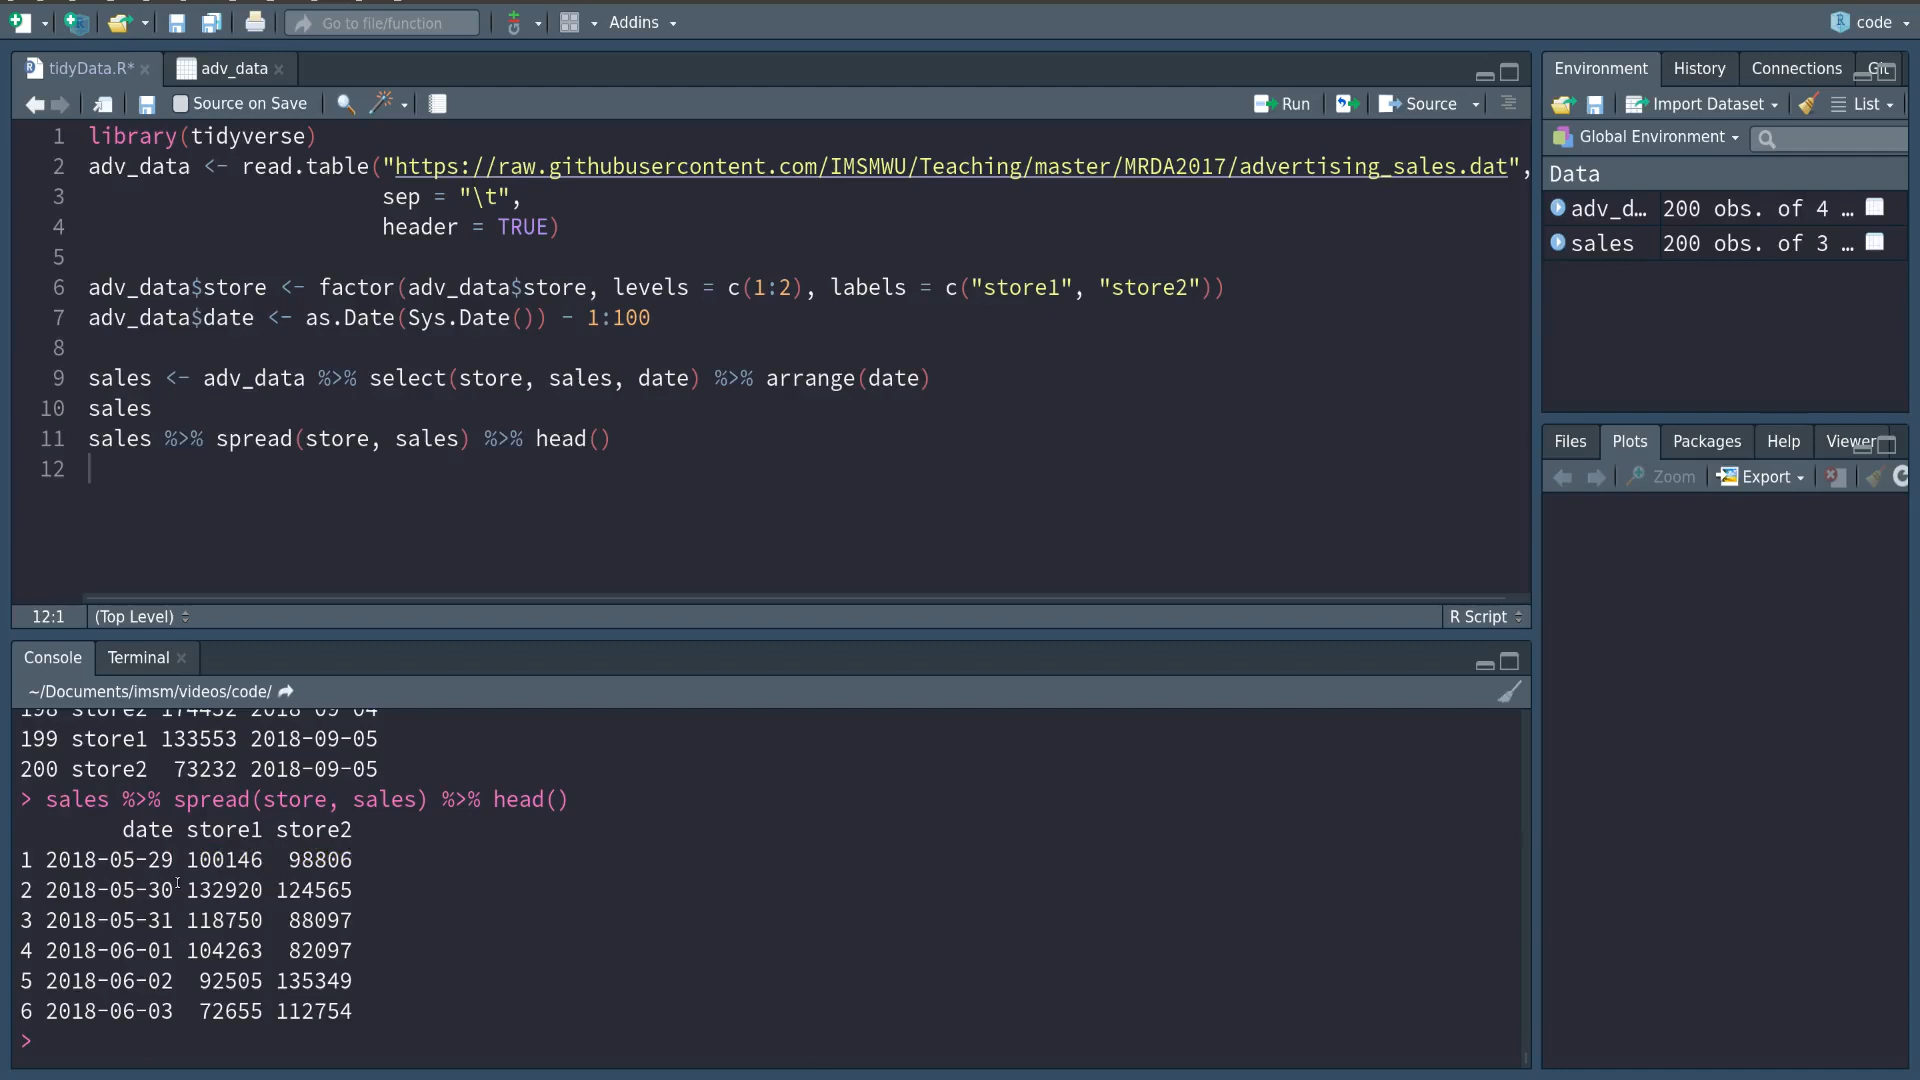 Go to file/function
Addins
code
tidyData.R*
adv_data
Source on Save
Run
Source
1 library(tidyverse)
2 adv_data <- read.table("https://raw.githubusercontent.com/IMSMWU/Teaching/master/MRDA2017/advertising_sales.dat",
3 sep = "\t",
4 header = TRUE)
5
6 adv_data$store <- factor(adv_data$store, levels = c(1:2), labels = c("store1", "store2"))
7 adv_data$date <- as.Date(Sys.Date()) - 1:100
8
9 sales <- adv_data %>% select(store, sales, date) %>% arrange(date)
10 sales
11 sales %>% spread(store, sales) %>% head()
12
12:1 (Top Level) R Script
Console Terminal
~/Documents/imsm/videos/code/
198 store2 174432 2018-09-04
199 store1 133553 2018-09-05
200 store2 73232 2018-09-05
> sales %>% spread(store, sales) %>% head()
date store1 store2
1 2018-05-29 100146 98806
2 2018-05-30 132920 124565
3 2018-05-31 118750 88097
4 2018-06-01 104263 82097
5 2018-06-02 92505 135349
6 2018-06-03 72655 112754
>
Environment History Connections Git
Import Dataset List
Global Environment
Data
adv_d… 200 obs. of 4 …
sales 200 obs. of 3 …
Files Plots Packages Help Viewer
Zoom Export